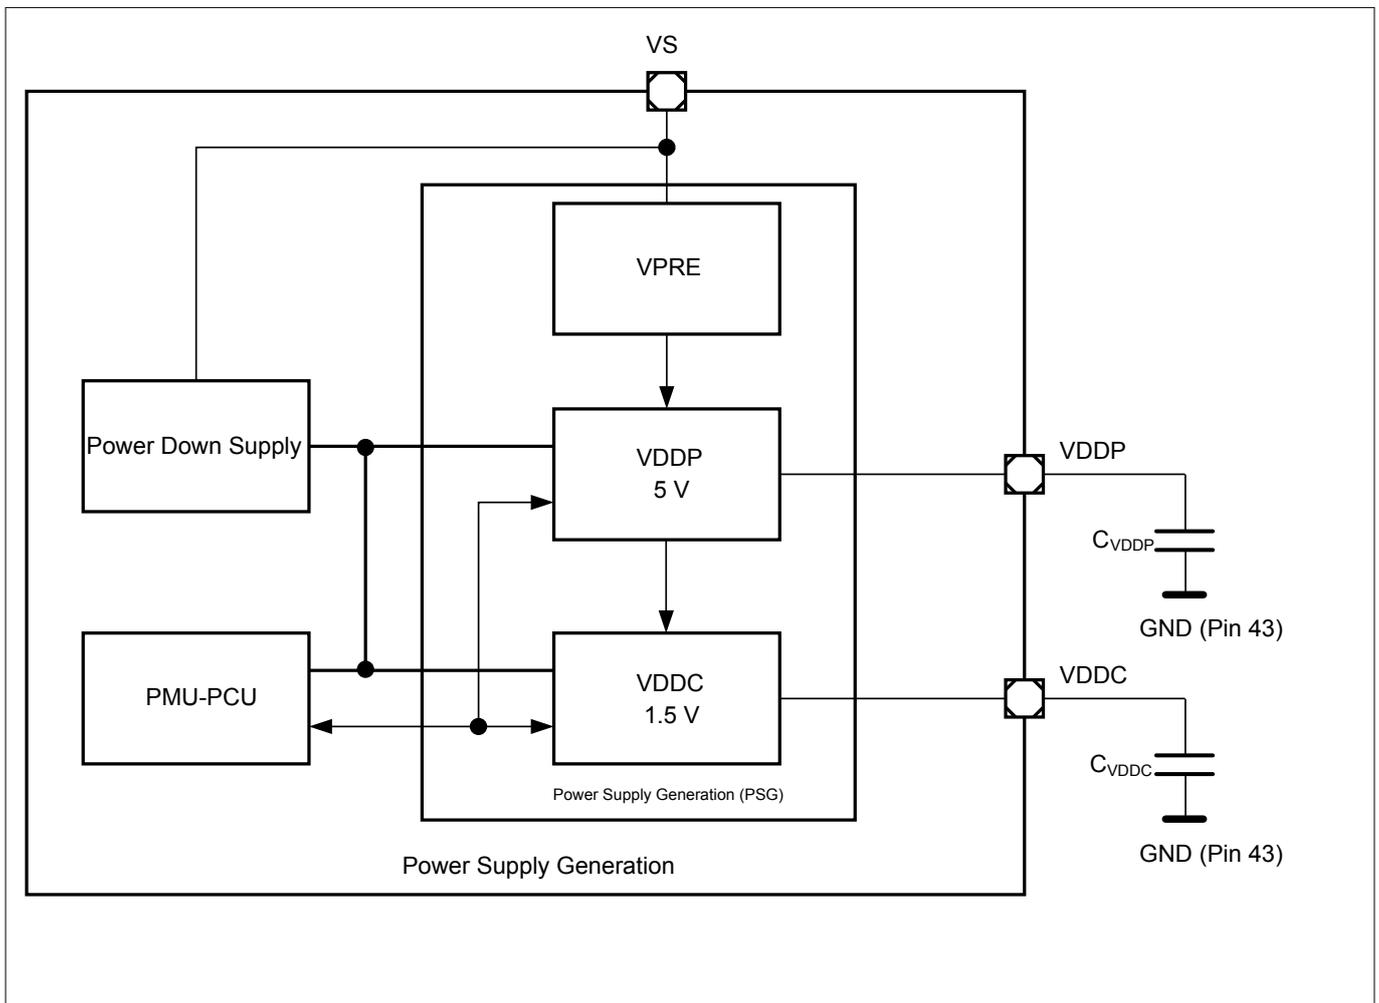 VS
VPRE
Power Down Supply
VDDP
5 V
VDDP
CVDDP
GND (Pin 43)
PMU-PCU
VDDC
1.5 V
VDDC
CVDDC
GND (Pin 43)
Power Supply Generation (PSG)
Power Supply Generation